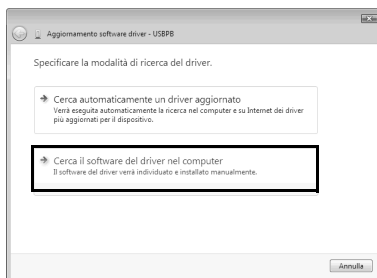 Aggiornamento software driver - USBPB
Specificare la modalità di ricerca del driver.
Cerca automaticamente un driver aggiornato
Verrà eseguita automaticamente la ricerca nel computer e su Internet dei driver
più aggiornati per il dispositivo.
Cerca il software del driver nel computer
Il software del driver verrà individuato e installato manualmente.
Annulla